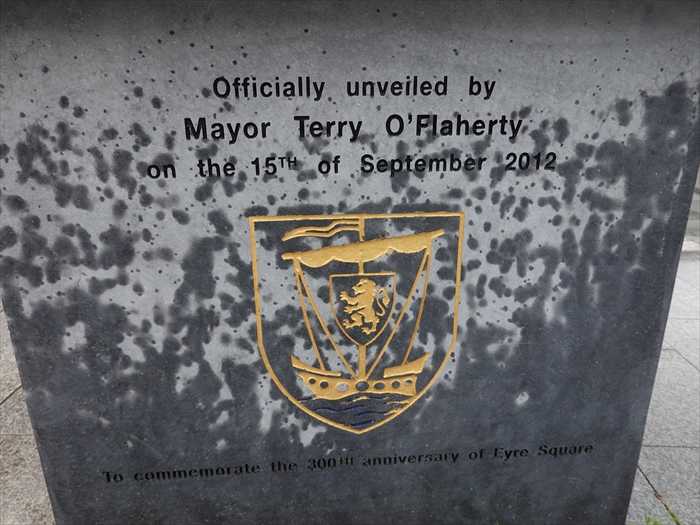 Officially unveiled by
Mayor Terry O'Flaherty
on the 15TH of September 2012
To commemorate the 300TH anniversary of Eyre Square